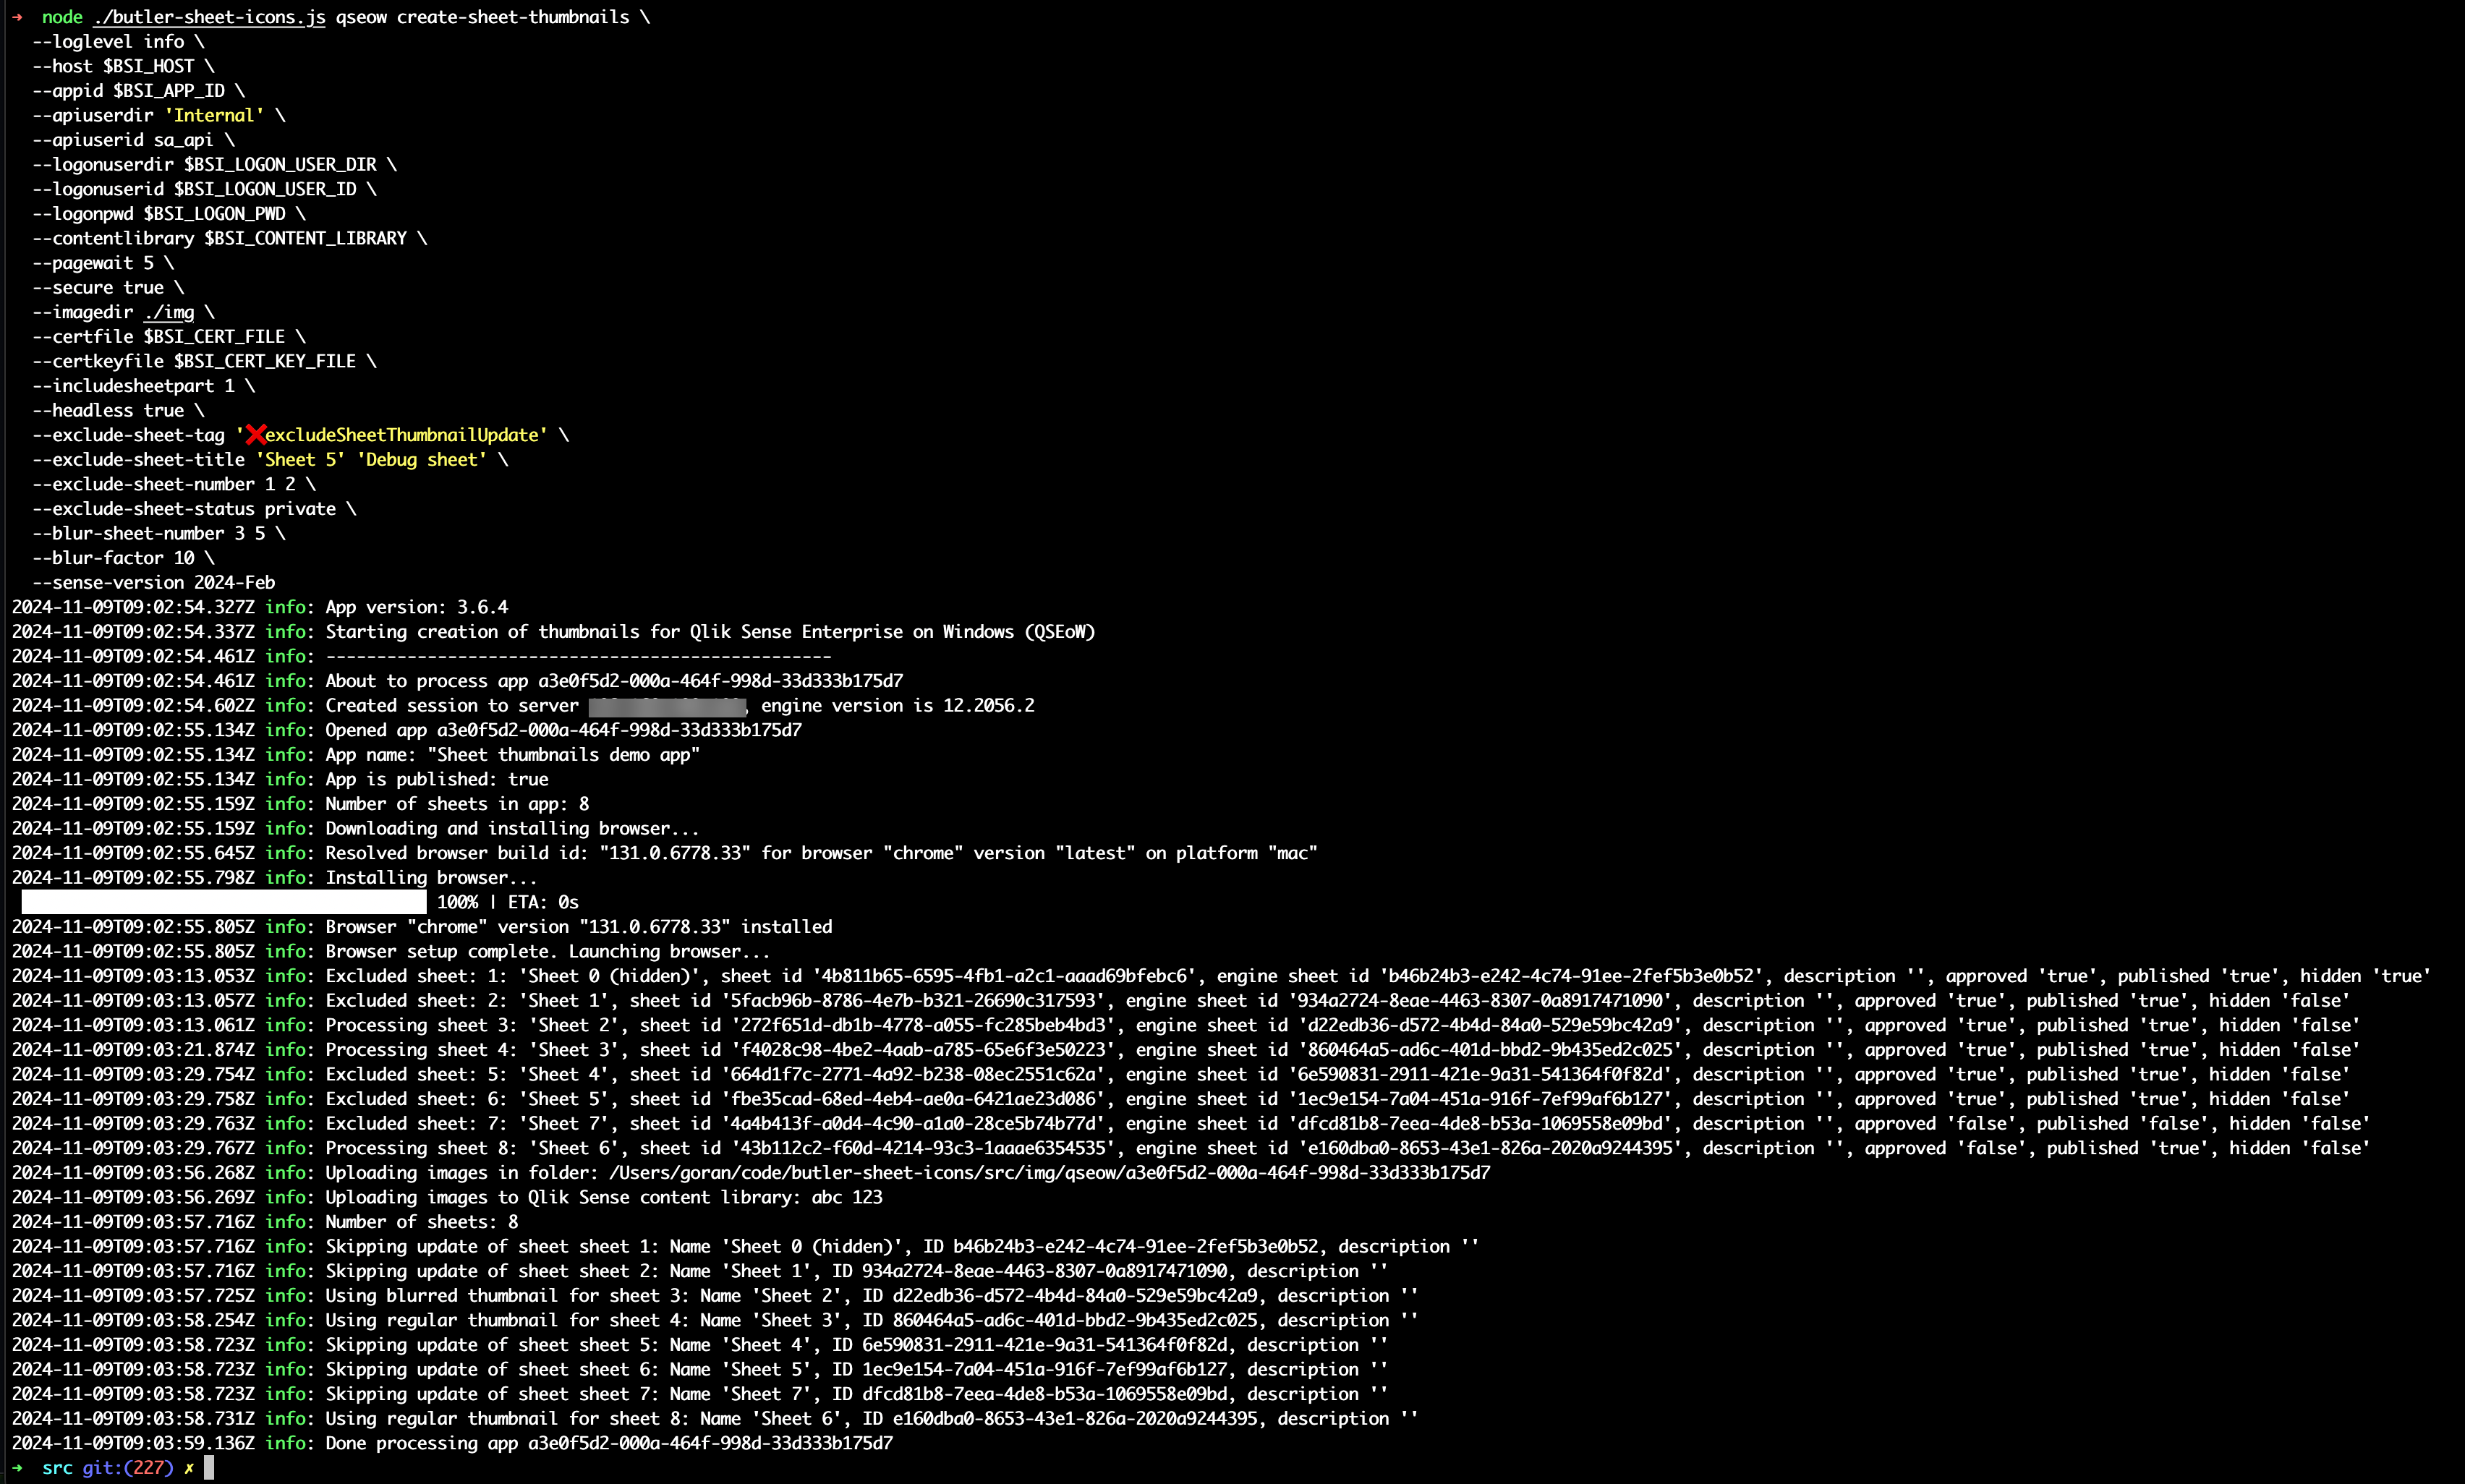 → node ./butler-sheet-icons.js qseow create-sheet-thumbnails \
--loglevel info \
--host $BSI_HOST \
--appid $BSI_APP_ID \
--apiuserdir 'Internal' \
--apiuserid sa_api \
--logonuserdir $BSI_LOGON_USER_DIR \
--logonuserid $BSI_LOGON_USER_ID \
--logonpwd $BSI_LOGON_PWD \
--contentlibrary $BSI_CONTENT_LIBRARY \
--pagewait 5 \
--secure true \
--imagedir ./img \
--certfile $BSI_CERT_FILE \
--certkeyfile $BSI_CERT_KEY_FILE \
--includesheetpart 1 \
--headless true \
--exclude-sheet-tag '❌excludeSheetThumbnailUpdate' \
--exclude-sheet-title 'Sheet 5' 'Debug sheet' \
--exclude-sheet-number 1 2 \
--exclude-sheet-status private \
--blur-sheet-number 3 5 \
--blur-factor 10 \
--sense-version 2024-Feb
2024-11-09T09:02:54.327Z info: App version: 3.6.4
2024-11-09T09:02:54.337Z info: Starting creation of thumbnails for Qlik Sense Enterprise on Windows (QSEoW)
2024-11-09T09:02:54.461Z info: --------------------------------------------------
2024-11-09T09:02:54.461Z info: About to process app a3e0f5d2-000a-464f-998d-33d333b175d7
2024-11-09T09:02:54.602Z info: Created session to server , engine version is 12.2056.2
2024-11-09T09:02:55.134Z info: Opened app a3e0f5d2-000a-464f-998d-33d333b175d7
2024-11-09T09:02:55.134Z info: App name: "Sheet thumbnails demo app"
2024-11-09T09:02:55.134Z info: App is published: true
2024-11-09T09:02:55.159Z info: Number of sheets in app: 8
2024-11-09T09:02:55.159Z info: Downloading and installing browser...
2024-11-09T09:02:55.645Z info: Resolved browser build id: "131.0.6778.33" for browser "chrome" version "latest" on platform "mac"
2024-11-09T09:02:55.798Z info: Installing browser...
100% | ETA: 0s
2024-11-09T09:02:55.805Z info: Browser "chrome" version "131.0.6778.33" installed
2024-11-09T09:02:55.805Z info: Browser setup complete. Launching browser...
2024-11-09T09:03:13.053Z info: Excluded sheet: 1: 'Sheet 0 (hidden)', sheet id '4b811b65-6595-4fb1-a2c1-aaad69bfebc6', engine sheet id 'b46b24b3-e242-4c74-91ee-2fef5b3e0b52', description '', approved 'true', published 'true', hidden 'true'
2024-11-09T09:03:13.057Z info: Excluded sheet: 2: 'Sheet 1', sheet id '5facb96b-8786-4e7b-b321-26690c317593', engine sheet id '934a2724-8eae-4463-8307-0a8917471090', description '', approved 'true', published 'true', hidden 'false'
2024-11-09T09:03:13.061Z info: Processing sheet 3: 'Sheet 2', sheet id '272f651d-db1b-4778-a055-fc285beb4bd3', engine sheet id 'd22edb36-d572-4b4d-84a0-529e59bc42a9', description '', approved 'true', published 'true', hidden 'false'
2024-11-09T09:03:21.874Z info: Processing sheet 4: 'Sheet 3', sheet id 'f4028c98-4be2-4aab-a785-65e6f3e50223', engine sheet id '860464a5-ad6c-401d-bbd2-9b435ed2c025', description '', approved 'true', published 'true', hidden 'false'
2024-11-09T09:03:29.754Z info: Excluded sheet: 5: 'Sheet 4', sheet id '664d1f7c-2771-4a92-b238-08ec2551c62a', engine sheet id '6e590831-2911-421e-9a31-541364f0f82d', description '', approved 'true', published 'true', hidden 'false'
2024-11-09T09:03:29.758Z info: Excluded sheet: 6: 'Sheet 5', sheet id 'fbe35cad-68ed-4eb4-ae0a-6421ae23d086', engine sheet id '1ec9e154-7a04-451a-916f-7ef99af6b127', description '', approved 'true', published 'true', hidden 'false'
2024-11-09T09:03:29.763Z info: Excluded sheet: 7: 'Sheet 7', sheet id '4a4b413f-a0d4-4c90-a1a0-28ce5b74b77d', engine sheet id 'dfcd81b8-7eea-4de8-b53a-1069558e09bd', description '', approved 'false', published 'false', hidden 'false'
2024-11-09T09:03:29.767Z info: Processing sheet 8: 'Sheet 6', sheet id '43b112c2-f60d-4214-93c3-1aaae6354535', engine sheet id 'e160dba0-8653-43e1-826a-2020a9244395', description '', approved 'false', published 'true', hidden 'false'
2024-11-09T09:03:56.268Z info: Uploading images in folder: /Users/goran/code/butler-sheet-icons/src/img/qseow/a3e0f5d2-000a-464f-998d-33d333b175d7
2024-11-09T09:03:56.269Z info: Uploading images to Qlik Sense content library: abc 123
2024-11-09T09:03:57.716Z info: Number of sheets: 8
2024-11-09T09:03:57.716Z info: Skipping update of sheet sheet 1: Name 'Sheet 0 (hidden)', ID b46b24b3-e242-4c74-91ee-2fef5b3e0b52, description ''
2024-11-09T09:03:57.716Z info: Skipping update of sheet sheet 2: Name 'Sheet 1', ID 934a2724-8eae-4463-8307-0a8917471090, description ''
2024-11-09T09:03:57.725Z info: Using blurred thumbnail for sheet 3: Name 'Sheet 2', ID d22edb36-d572-4b4d-84a0-529e59bc42a9, description ''
2024-11-09T09:03:58.254Z info: Using regular thumbnail for sheet 4: Name 'Sheet 3', ID 860464a5-ad6c-401d-bbd2-9b435ed2c025, description ''
2024-11-09T09:03:58.723Z info: Skipping update of sheet sheet 5: Name 'Sheet 4', ID 6e590831-2911-421e-9a31-541364f0f82d, description ''
2024-11-09T09:03:58.723Z info: Skipping update of sheet sheet 6: Name 'Sheet 5', ID 1ec9e154-7a04-451a-916f-7ef99af6b127, description ''
2024-11-09T09:03:58.723Z info: Skipping update of sheet sheet 7: Name 'Sheet 7', ID dfcd81b8-7eea-4de8-b53a-1069558e09bd, description ''
2024-11-09T09:03:58.731Z info: Using regular thumbnail for sheet 8: Name 'Sheet 6', ID e160dba0-8653-43e1-826a-2020a9244395, description ''
2024-11-09T09:03:59.136Z info: Done processing app a3e0f5d2-000a-464f-998d-33d333b175d7
→ src git:(227) ✗